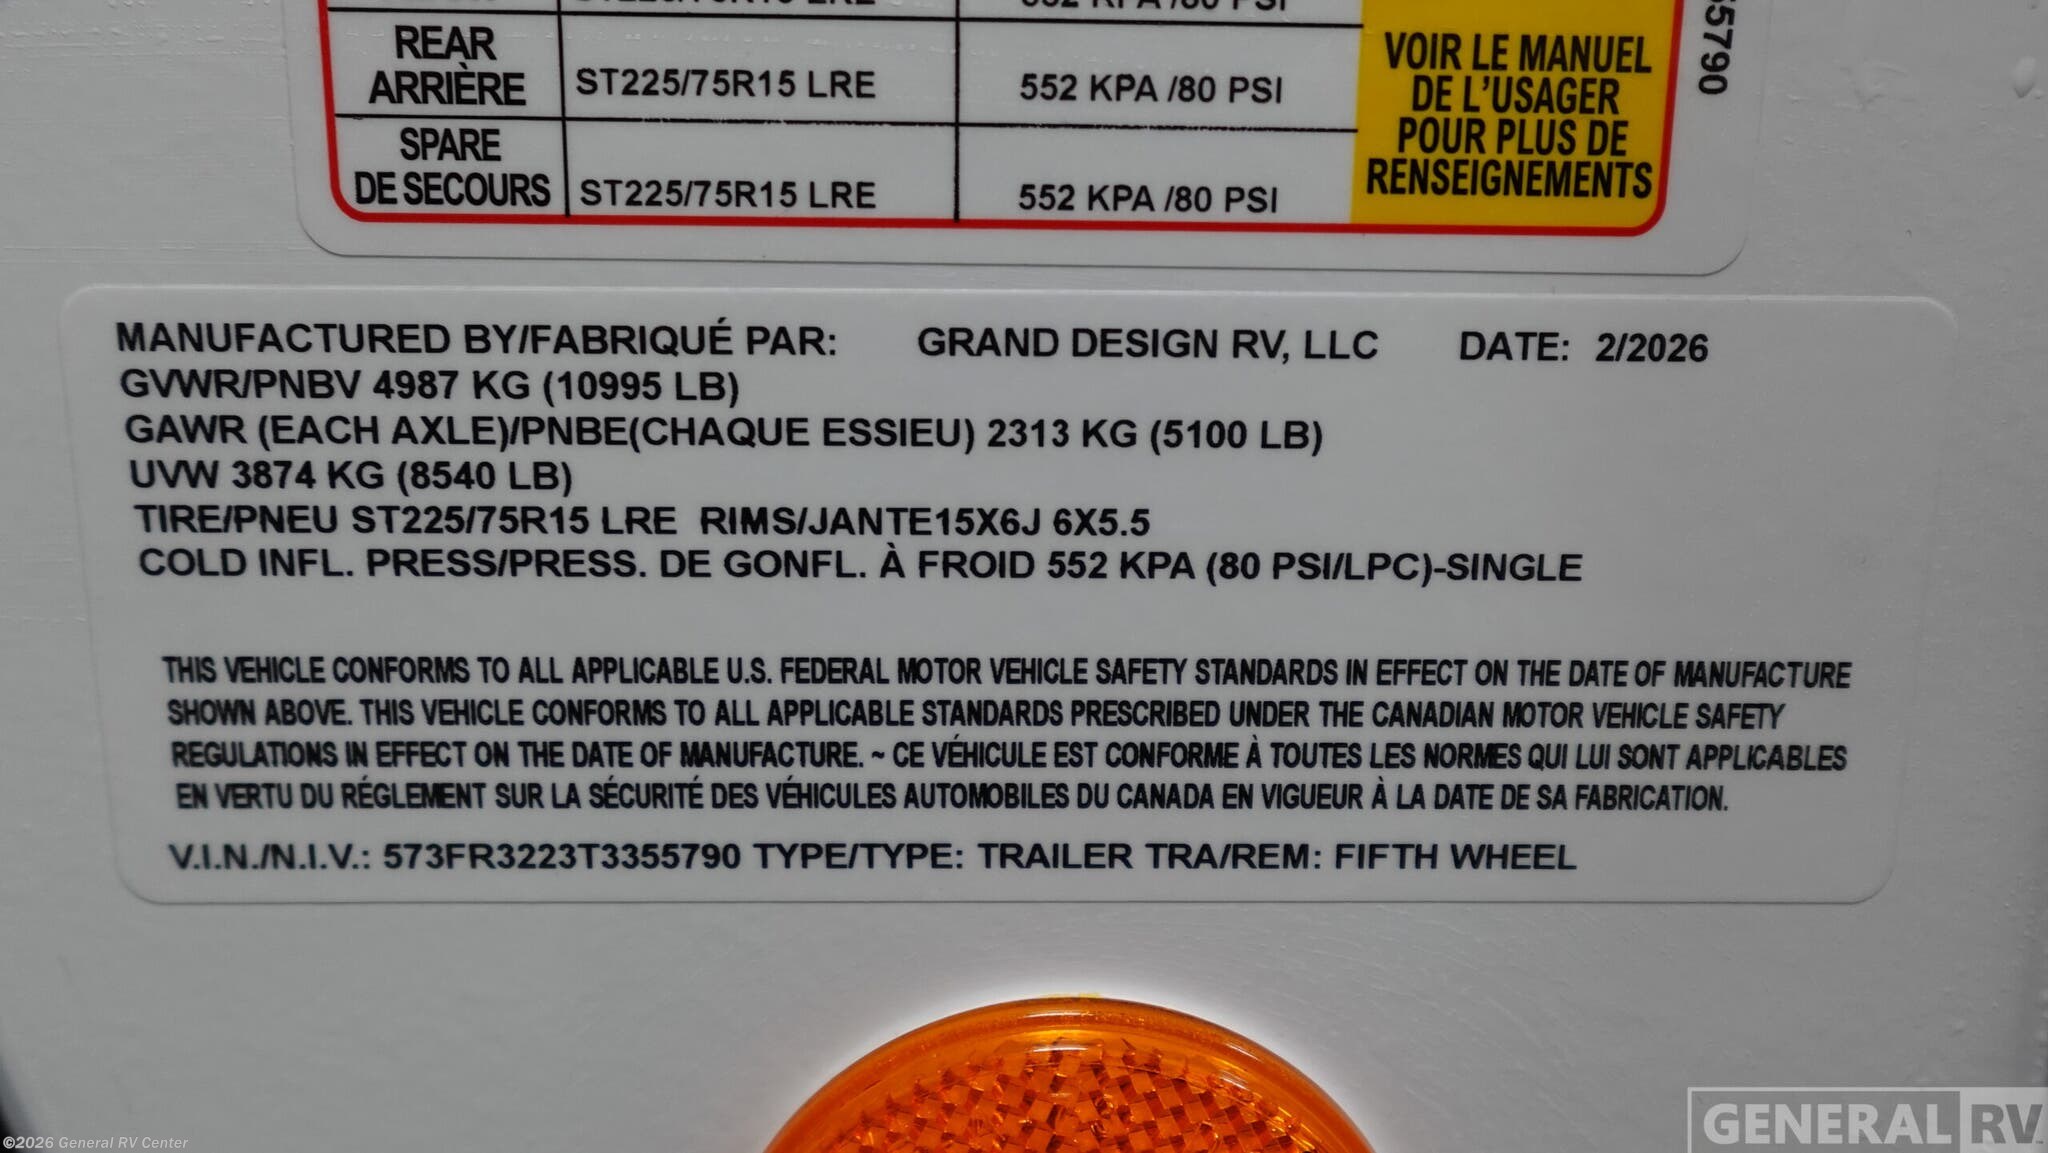 REAR
ARRIÈRE
ST225/75R15 LRE
552 KPA /80 PSI
SPARE
DE SECOURS
ST225/75R15 LRE
552 KPA /80 PSI
VOIR LE MANUEL
DE L'USAGER
POUR PLUS DE
RENSEIGNEMENTS
MANUFACTURED BY/FABRIQUÉ PAR: GRAND DESIGN RV, LLC DATE: 2/2026
GVWR/PNBV 4987 KG (10995 LB)
GAWR (EACH AXLE)/PNBE(CHAQUE ESSIEU) 2313 KG (5100 LB)
UVW 3874 KG (8540 LB)
TIRE/PNEU ST225/75R15 LRE RIMS/JANTE15X6J 6X5.5
COLD INFL. PRESS/PRESS. DE GONFL. À FROID 552 KPA (80 PSI/LPC)-SINGLE
THIS VEHICLE CONFORMS TO ALL APPLICABLE U.S. FEDERAL MOTOR VEHICLE SAFETY STANDARDS IN EFFECT ON THE DATE OF MANUFACTURE
SHOWN ABOVE. THIS VEHICLE CONFORMS TO ALL APPLICABLE STANDARDS PRESCRIBED UNDER THE CANADIAN MOTOR VEHICLE SAFETY
REGULATIONS IN EFFECT ON THE DATE OF MANUFACTURE. ~ CE VÉHICULE EST CONFORME À TOUTES LES NORMES QUI LUI SONT APPLICABLES
EN VERTU DU RÉGLEMENT SUR LA SÉCURITÉ DES VÉHICULES AUTOMOBILES DU CANADA EN VIGUEUR À LA DATE DE SA FABRICATION.
V.I.N./N.I.V.: 573FR3223T3355790 TYPE/TYPE: TRAILER TRA/REM: FIFTH WHEEL
©2026 General RV Center
GENERAL RV